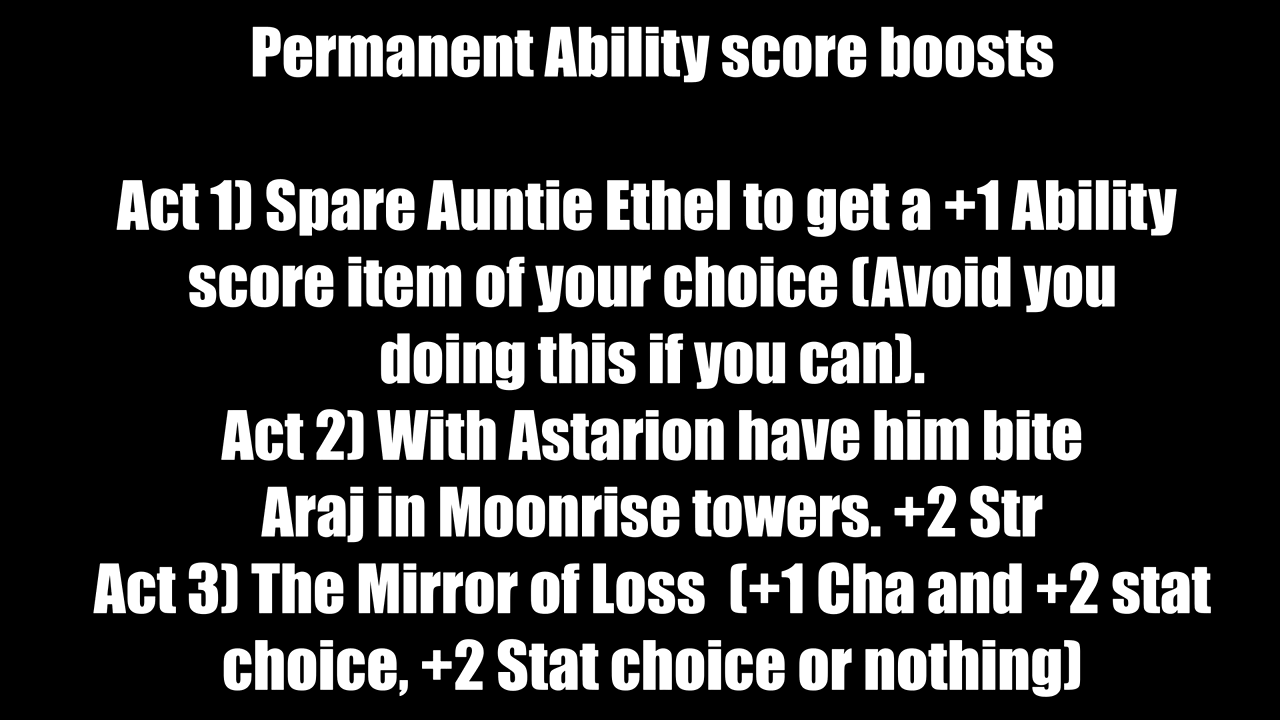 Permanent Ability score boosts
Act 1) Spare Auntie Ethel to get a +1 Ability
score item of your choice (Avoid you
doing this if you can).
Act 2) With Astarion have him bite
Araj in Moonrise towers. +2 Str
Act 3) The Mirror of Loss (+1 Cha and +2 stat
choice, +2 Stat choice or nothing)